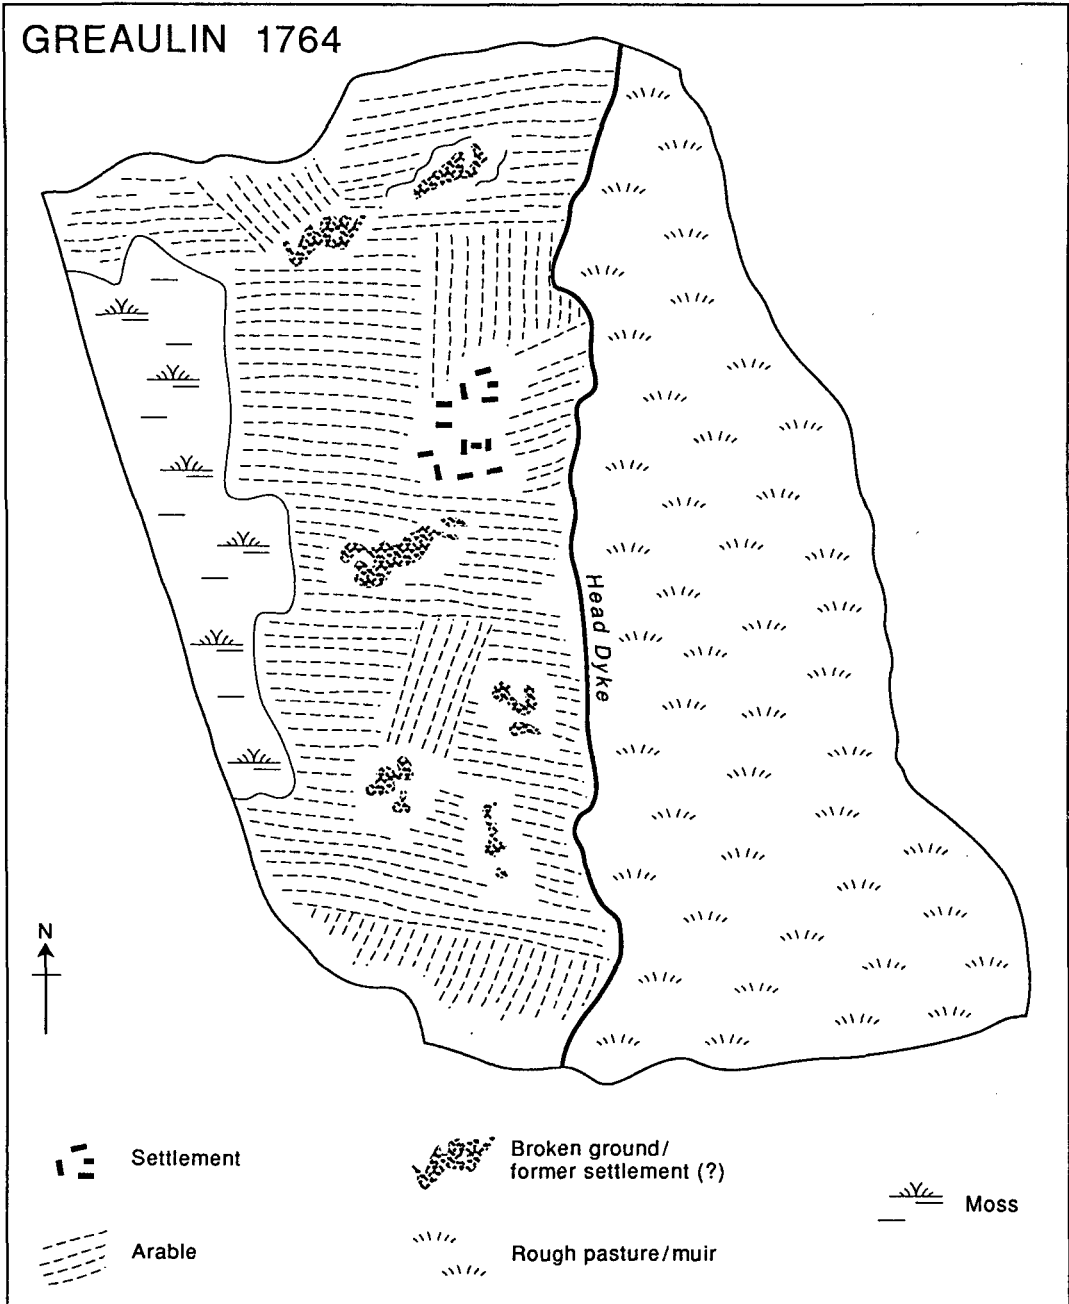 GREAULIN 1764
Head Dyke
N
Settlement
Broken ground/
former settlement (?)
Moss
Arable
Rough pasture/muir